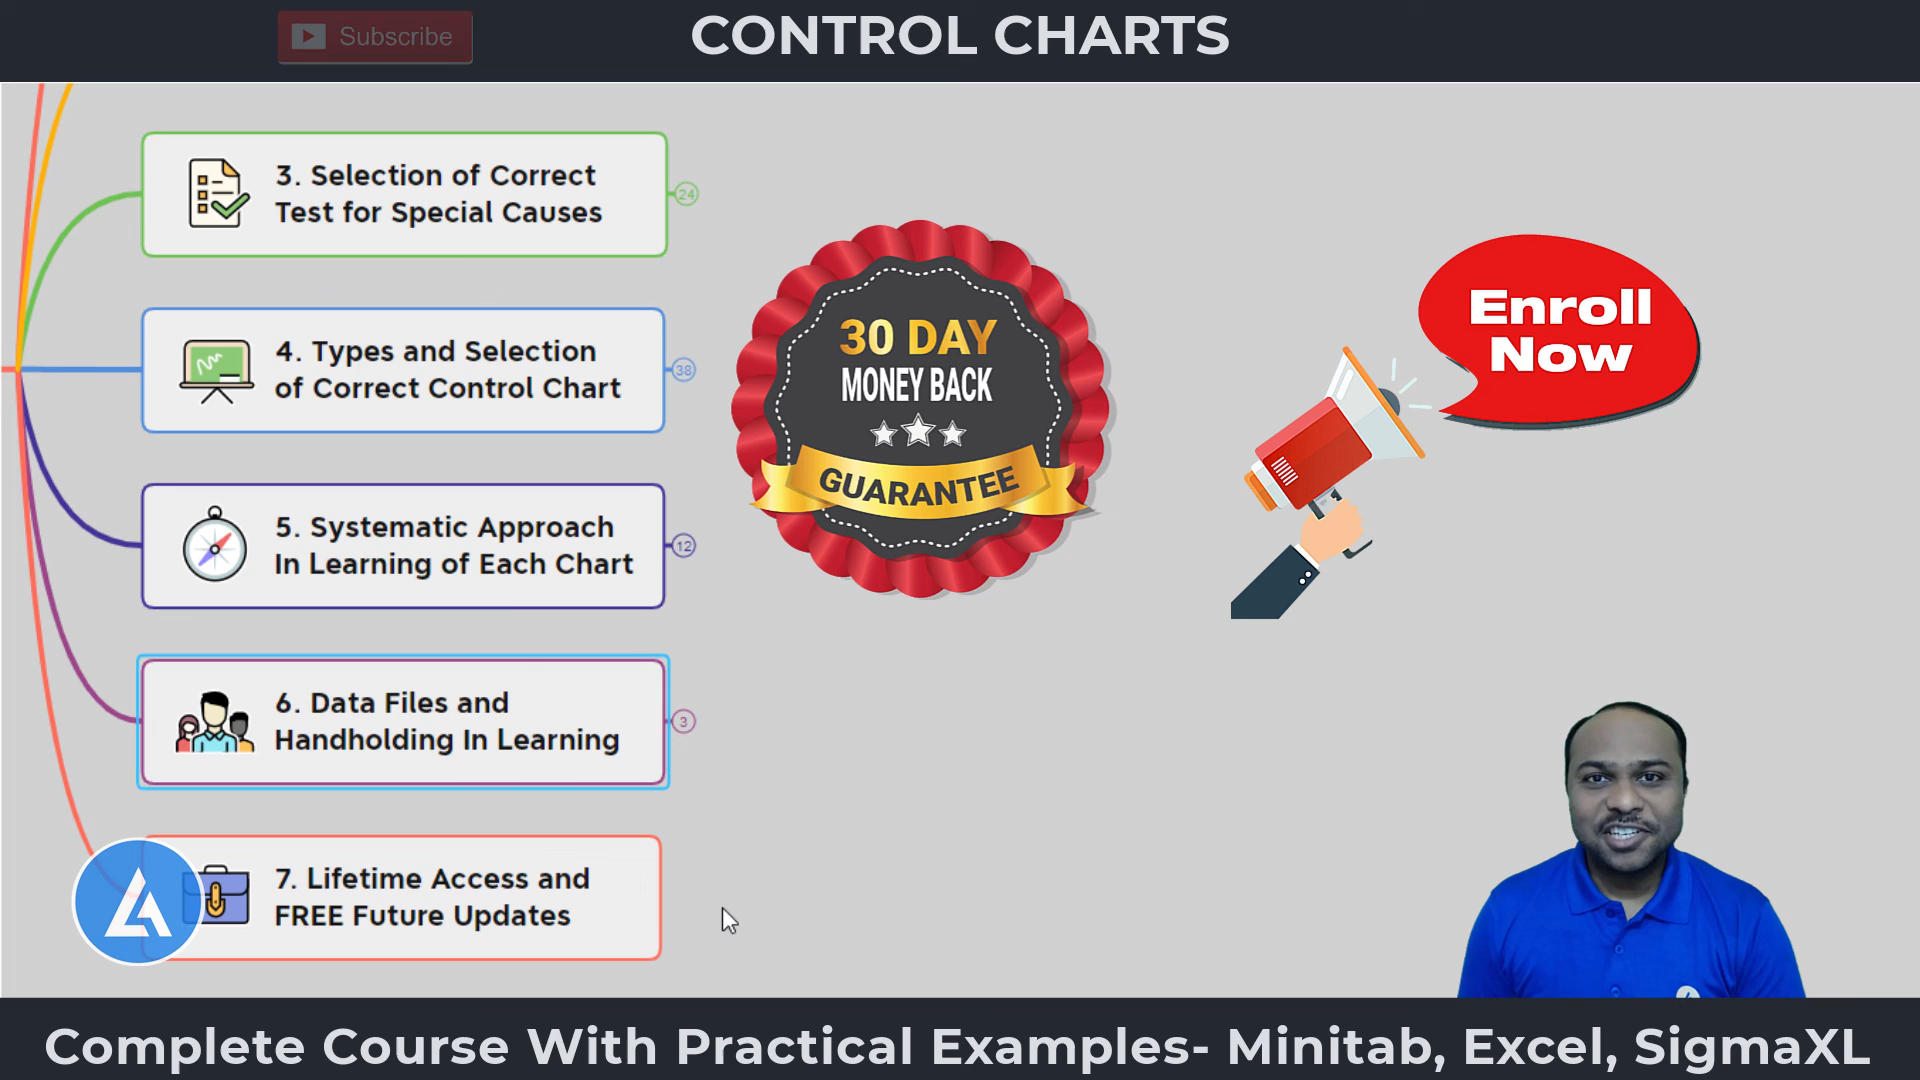 Subscribe
CONTROL CHARTS
3. Selection of Correct
Test for Special Causes
24
4. Types and Selection
of Correct Control Chart
38
5. Systematic Approach
In Learning of Each Chart
12
6. Data Files and
Handholding In Learning
3
7. Lifetime Access and
FREE Future Updates
30 DAY
MONEY BACK
GUARANTEE
Enroll
Now
Complete Course With Practical Examples- Minitab, Excel, SigmaXL